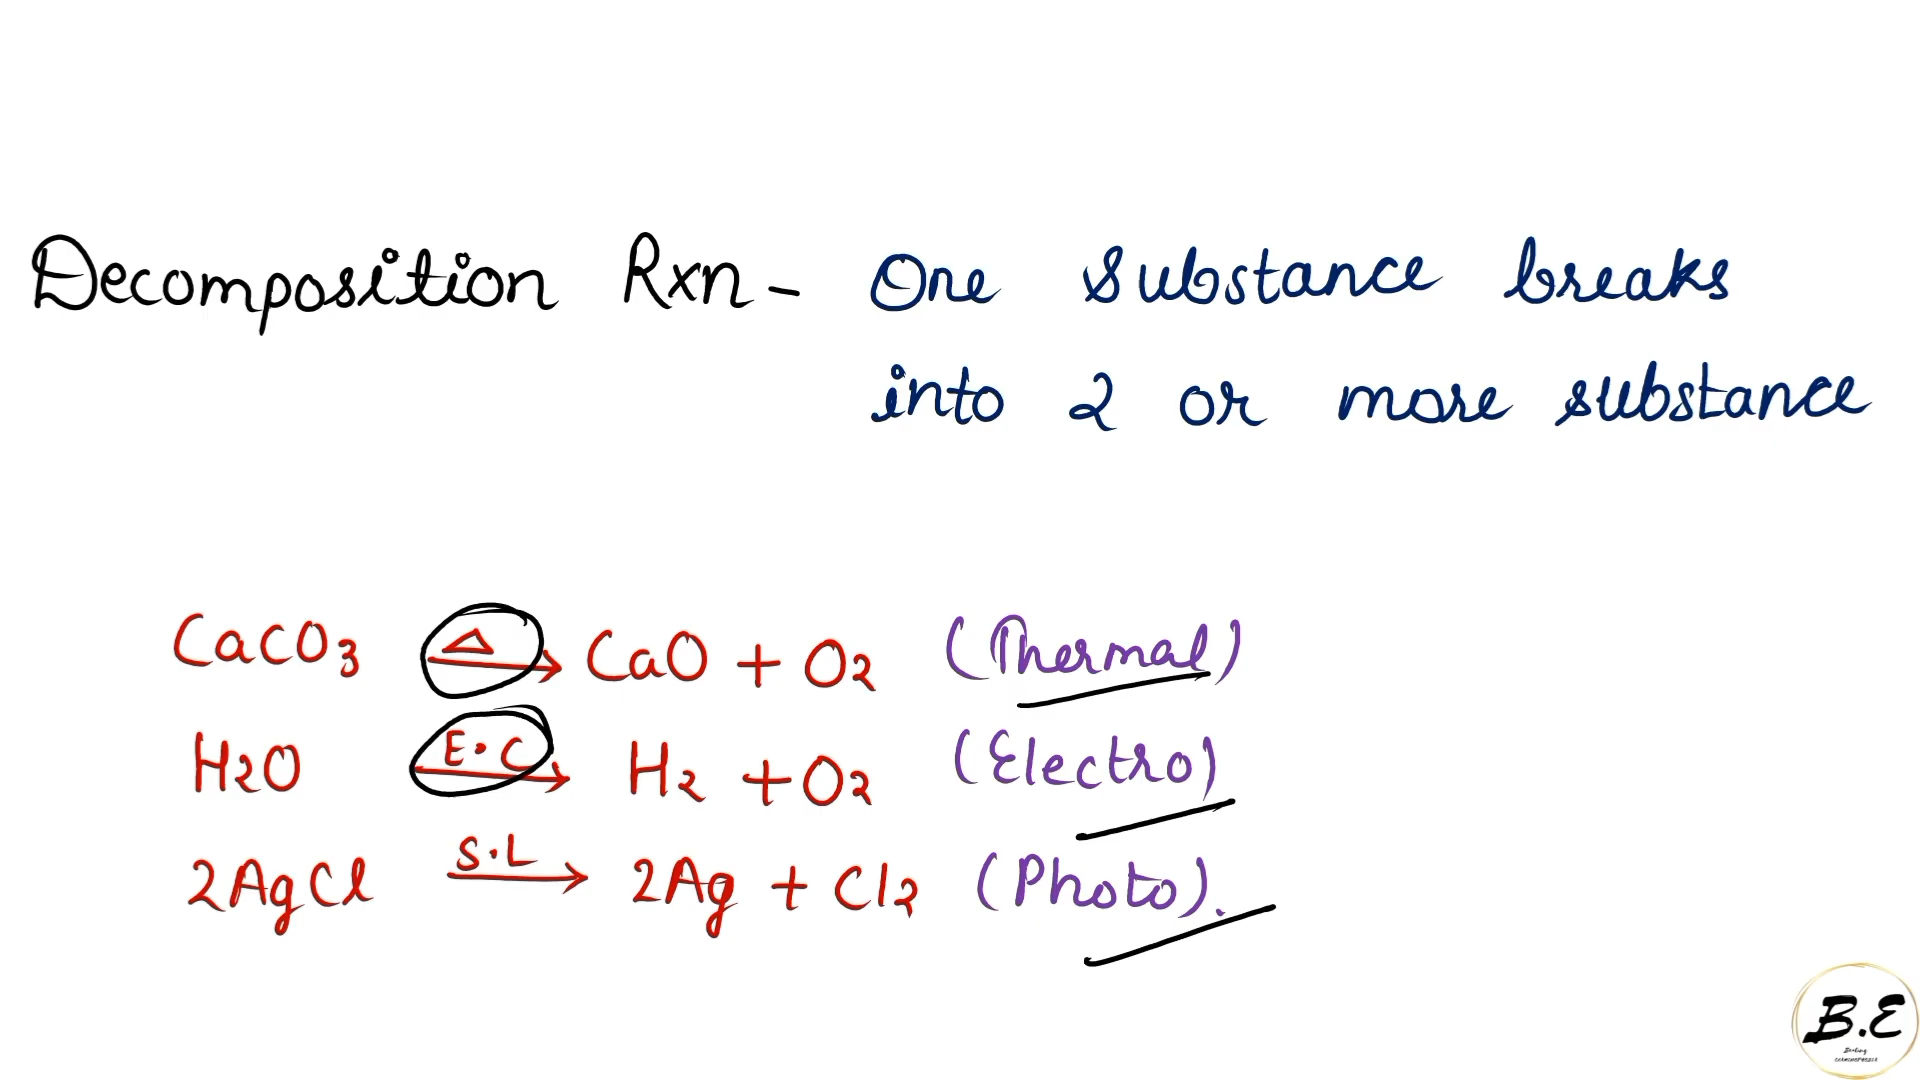 Decomposition Rxn - One substance breaks
into 2 or more substance
CaCO3 Δ→ CaO + O2 (Thermal)
H2O E.C→ H2 + O2 (Electro)
2AgCl S.L→ 2Ag + Cl2 (Photo).
B.E